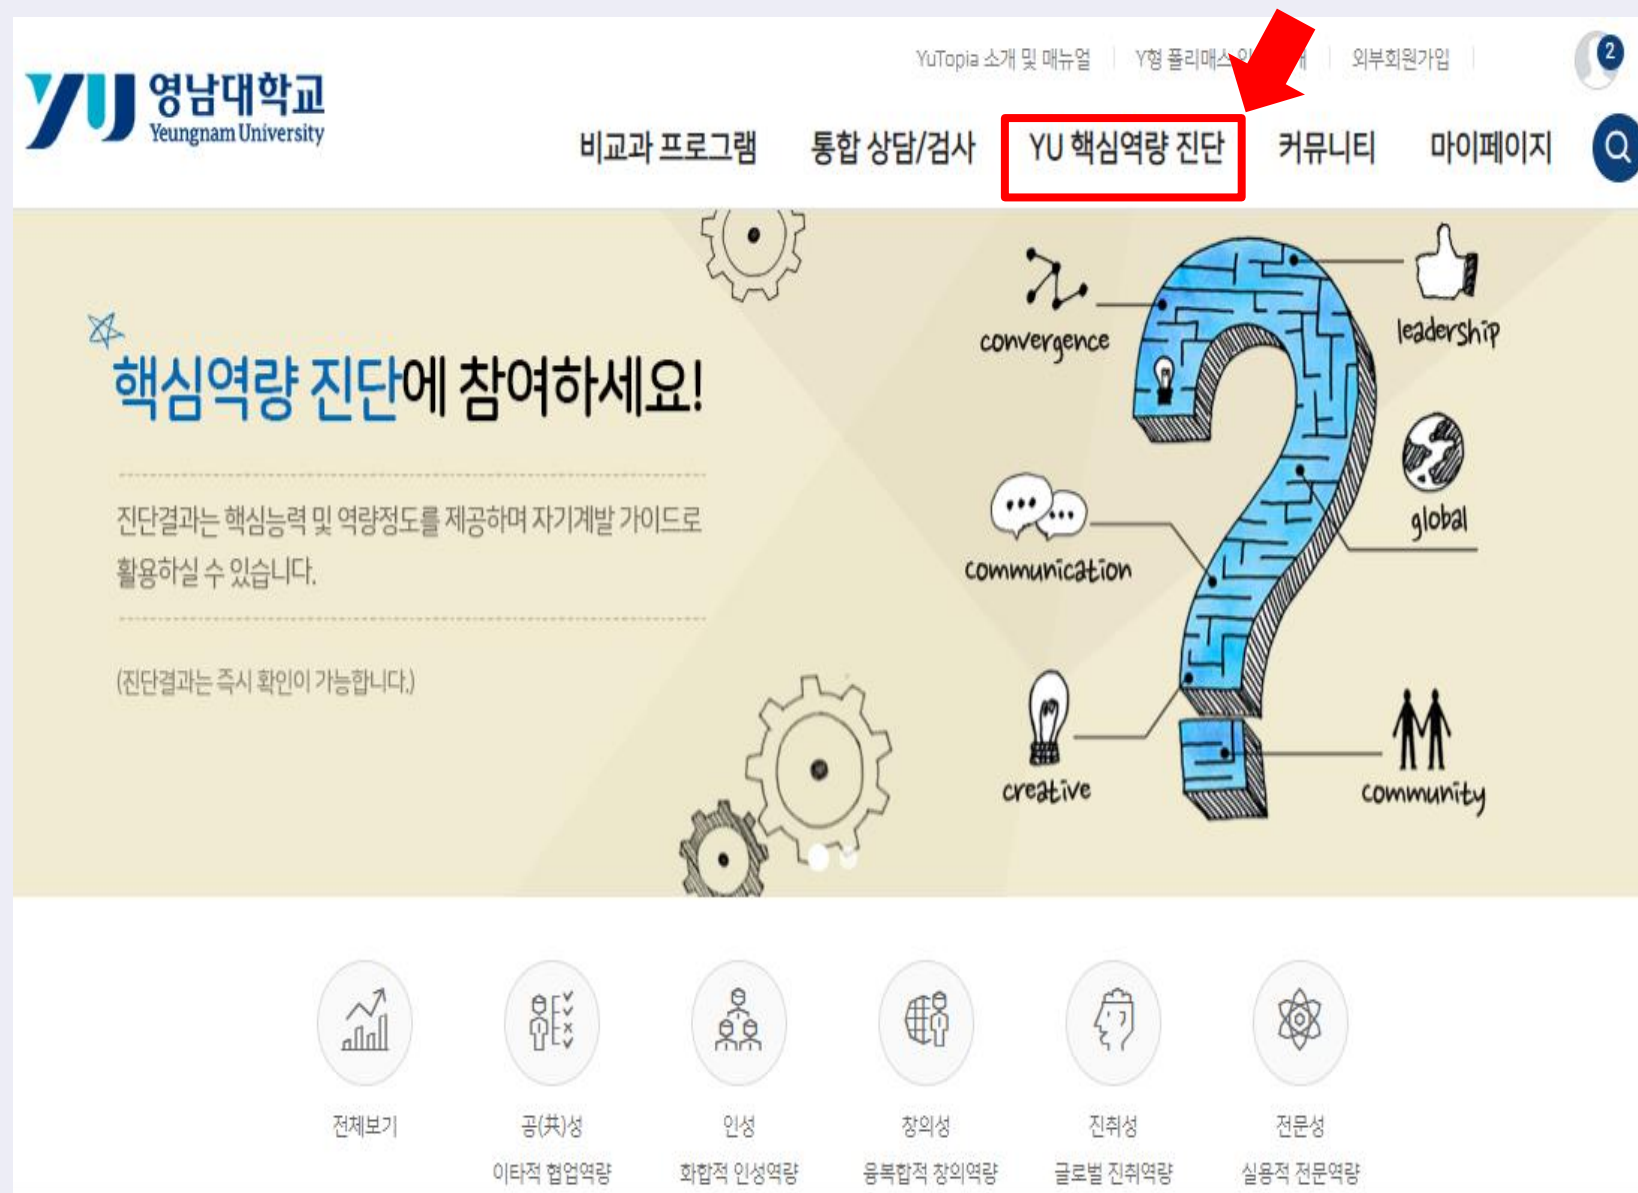 YuTopia 소개 및 매뉴얼
Y형 폴리매스
외부회원가입
2
YU 영남대학교
Yeungnam University
비교과 프로그램
통합 상담/검사
YU 핵심역량 진단
커뮤니티
마이페이지
핵심역량 진단에 참여하세요!
진단결과는 핵심능력 및 역량정도를 제공하며 자기계발 가이드로
활용하실 수 있습니다.
(진단결과는 즉시 확인이 가능합니다.)
convergence
leadership
global
communication
creative
community
전체보기
공(共)성
이타적 협업역량
인성
화합적 인성역량
창의성
융복합적 창의역량
진취성
글로벌 진취역량
전문성
실용적 전문역량